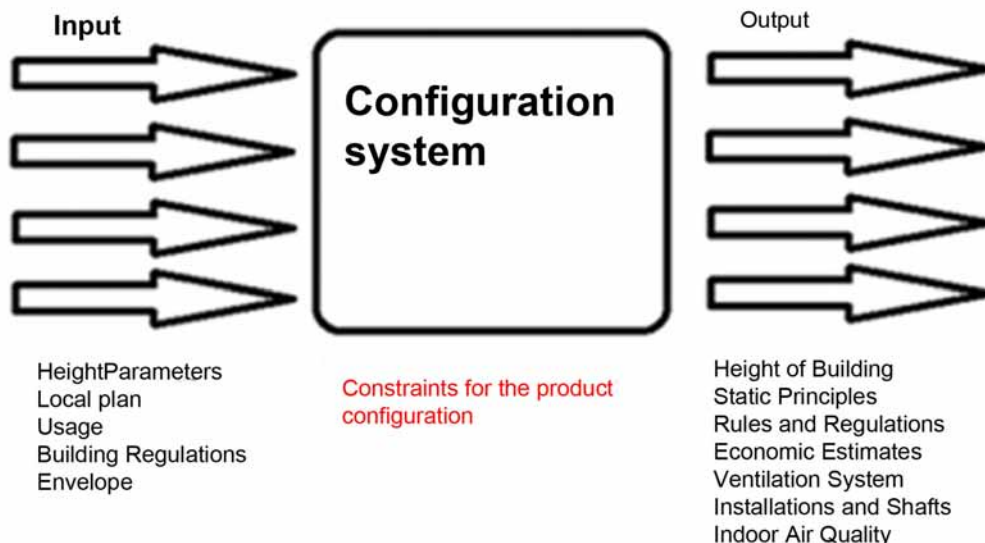 Input
Output
Configuration
system
HeightParameters
Local plan
Usage
Building Regulations
Envelope
Constraints for the product
configuration
Height of Building
Static Principles
Rules and Regulations
Economic Estimates
Ventilation System
Installations and Shafts
Indoor Air Quality